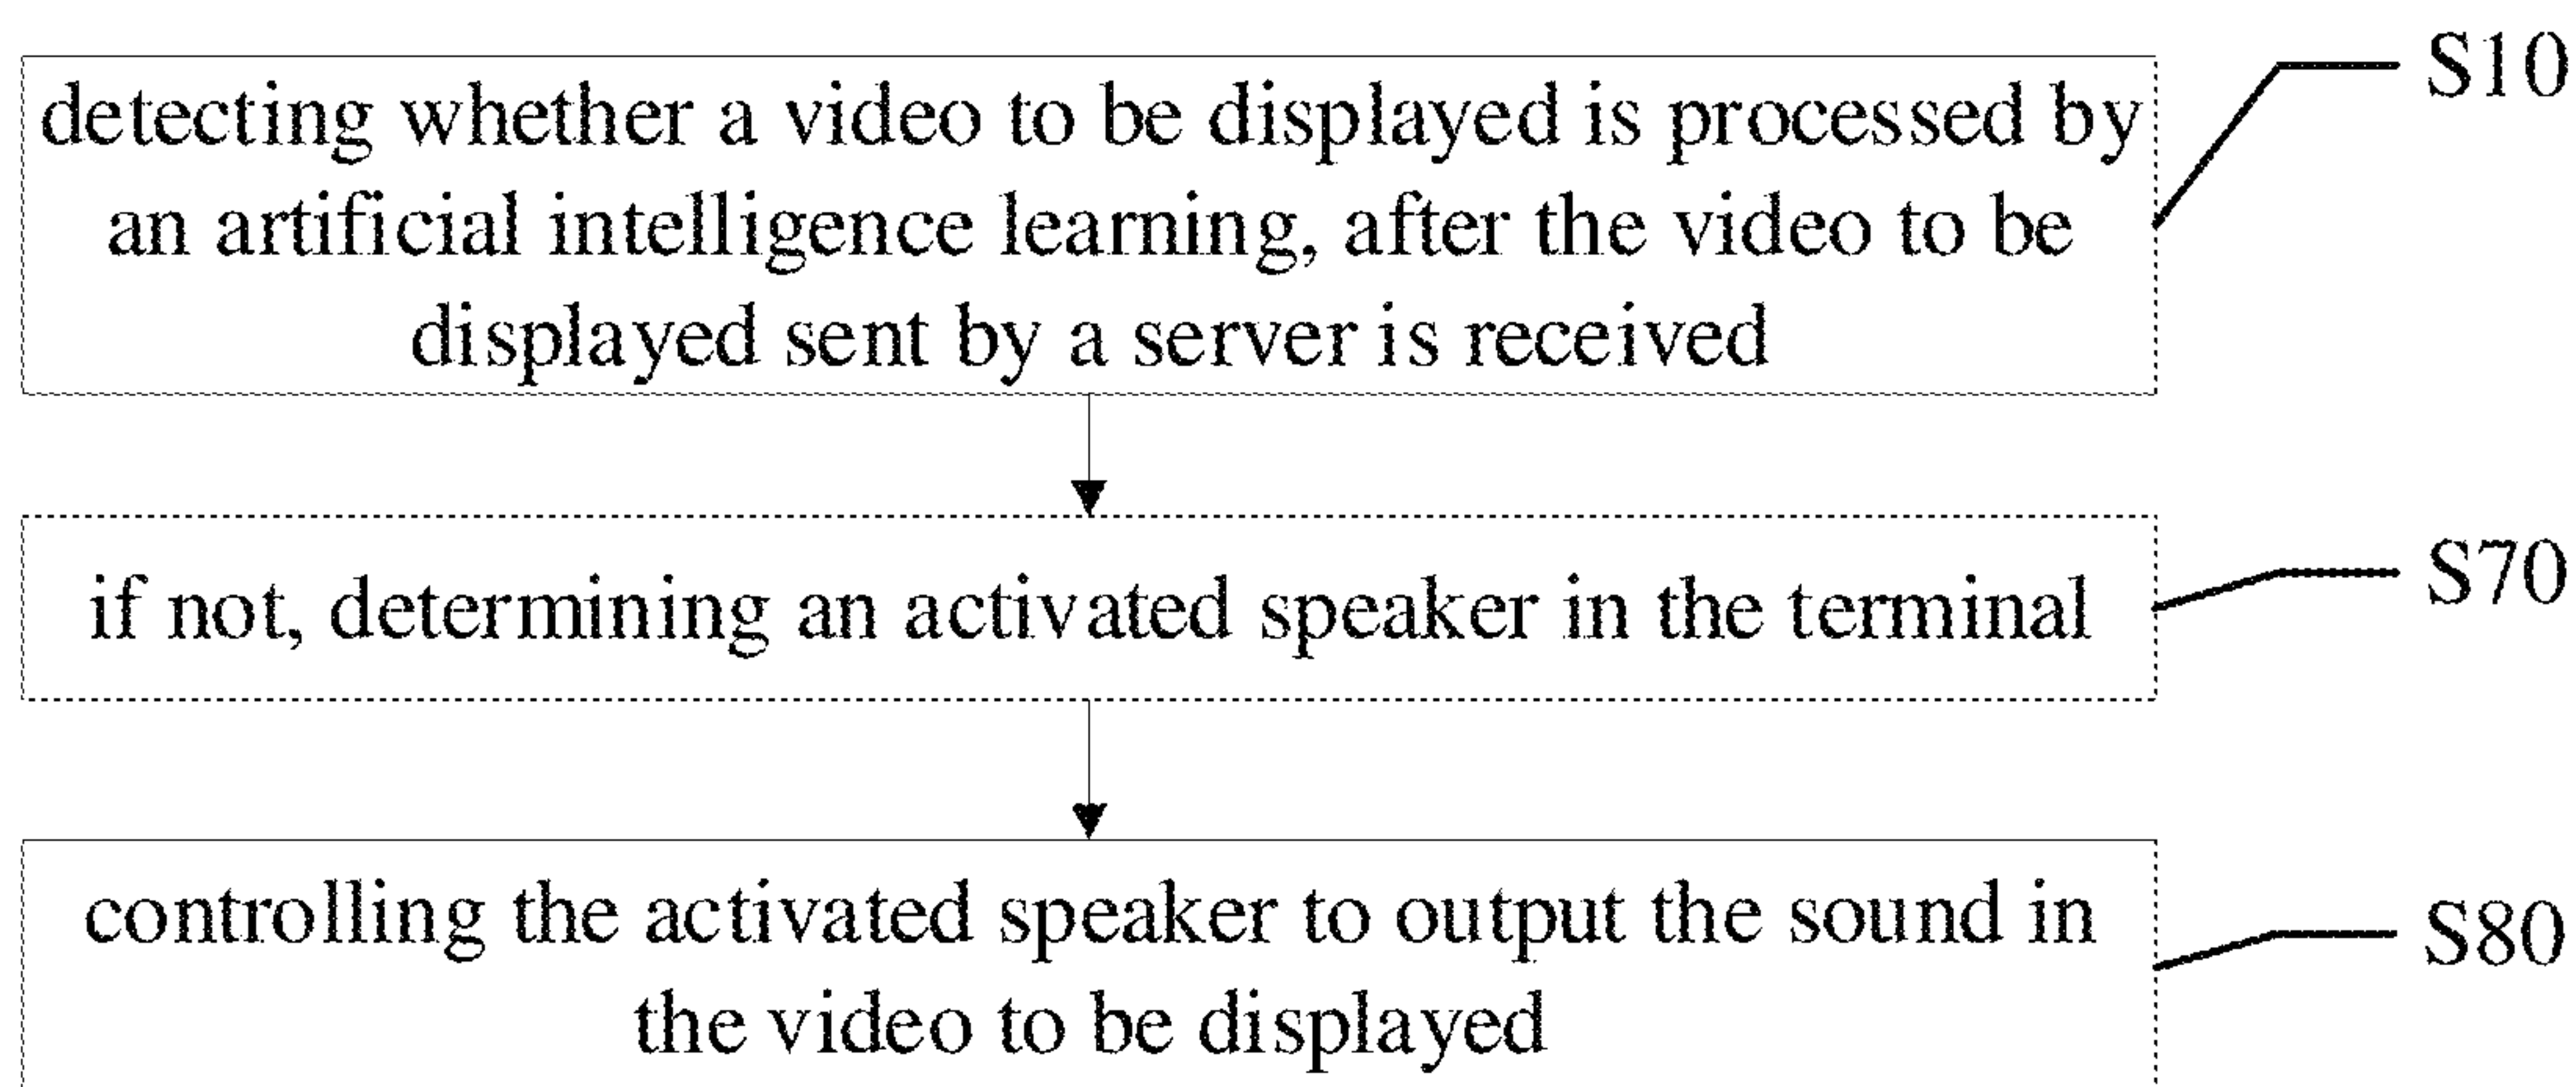 detecting whether a video to be displayed is processed by
an artificial intelligence learning, after the video to be
displayed sent by a server is received
S10
if not, determining an activated speaker in the terminal
S70
controlling the activated speaker to output the sound in
the video to be displayed
S80